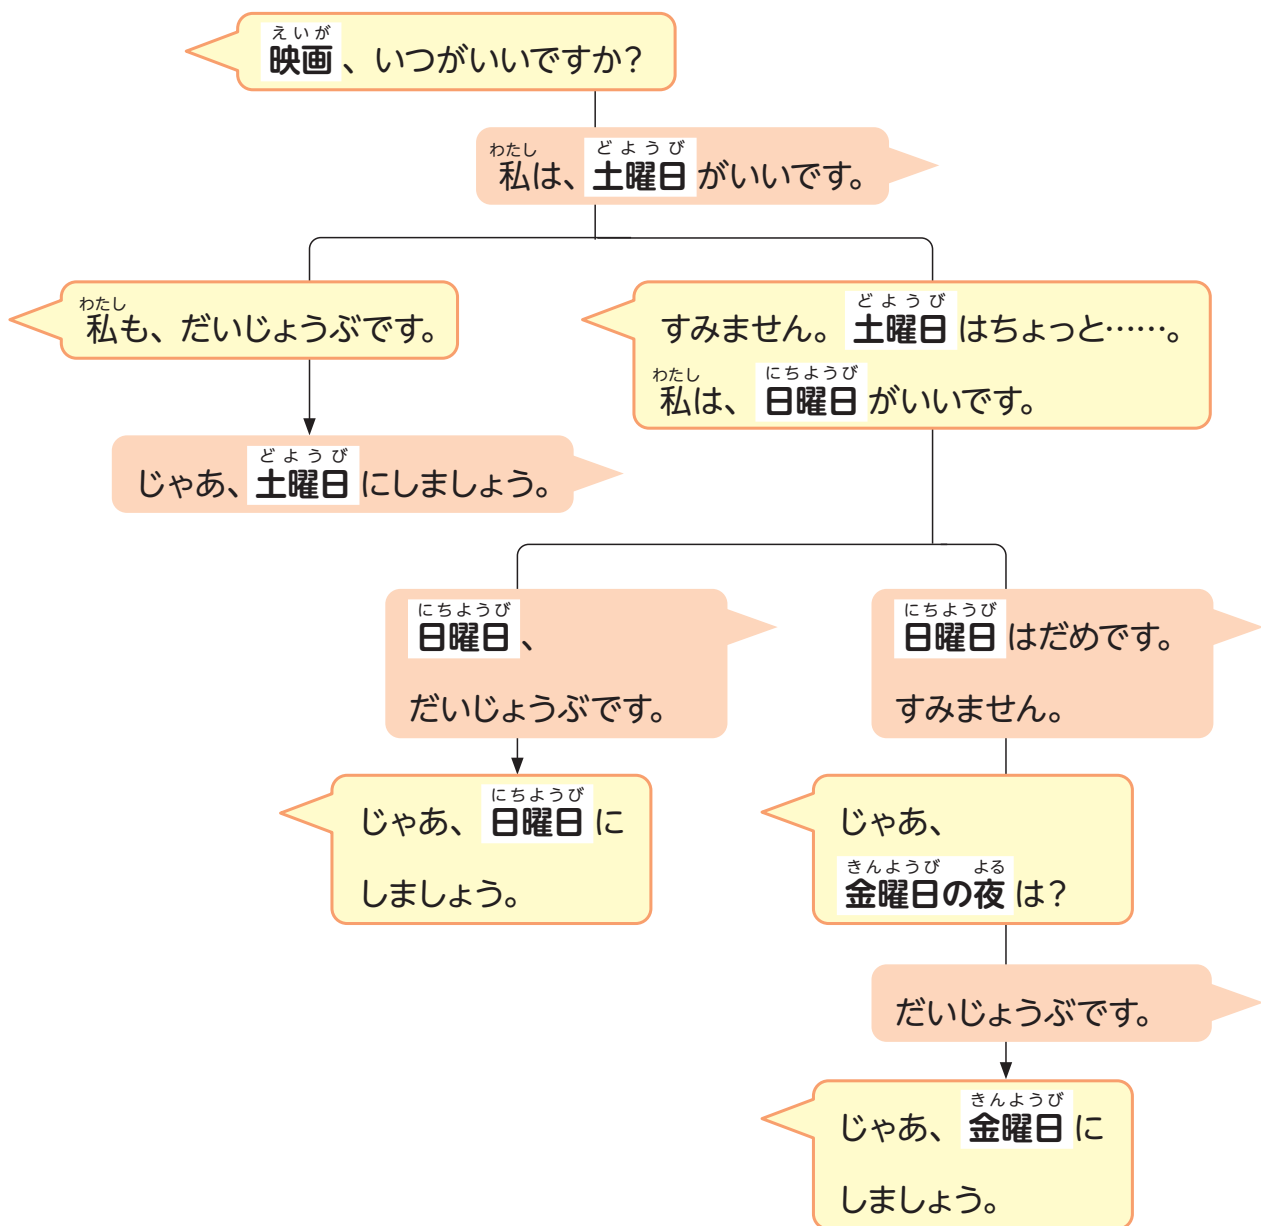 えいが
映画、いつがいいですか？
わたし どようび
私は、土曜日がいいです。
わたし
私も、だいじょうぶです。
じゃあ、土曜日にしましょう。
どようび
すみません。土曜日はちょっと……。
どようび
わたし にちようび
私は、日曜日がいいです。
にちようび
日曜日、
だいじょうぶです。
じゃあ、日曜日に
にちようび
しましょう。
にちようび
日曜日はだめです。
すみません。
じゃあ、
きんようび よる
金曜日の夜は？
だいじょうぶです。
きんようび
じゃあ、金曜日に
しましょう。